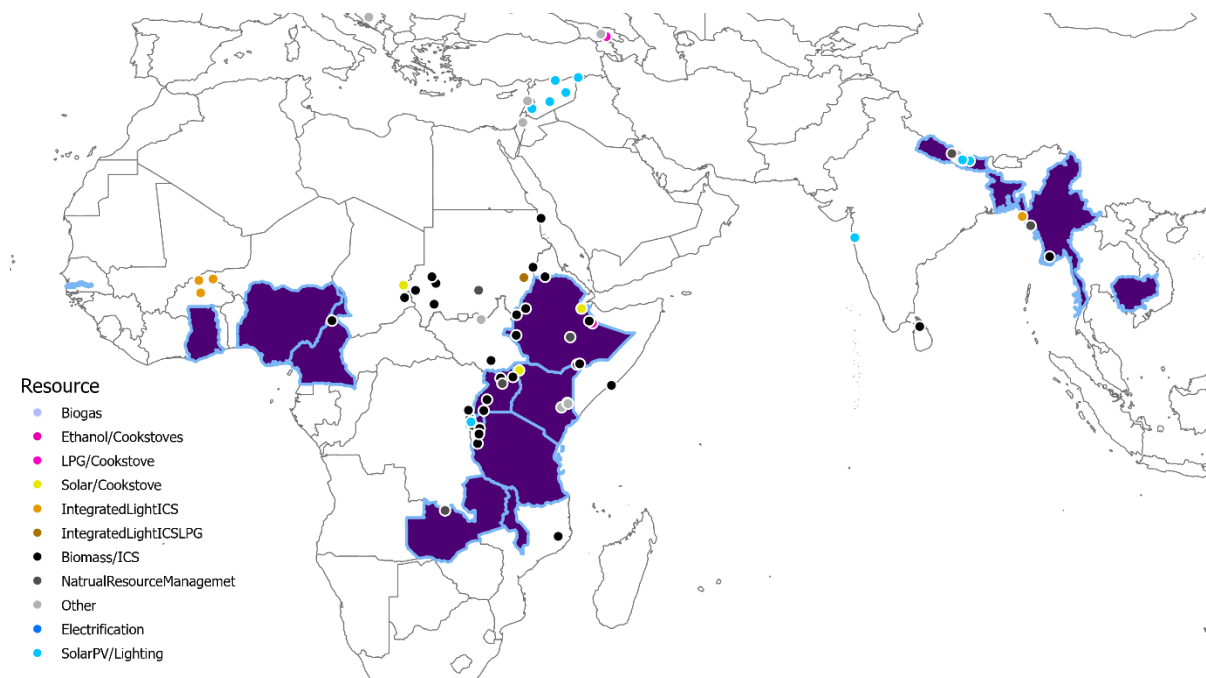 Resource
Biogas
Ethanol/Cookstoves
LPG/Cookstove
Solar/Cookstove
IntegratedLightICS
IntegratedLightICSLPG
Biomass/ICS
NatrualResourceManagemet
Other
Electrification
SolarPV/Lighting